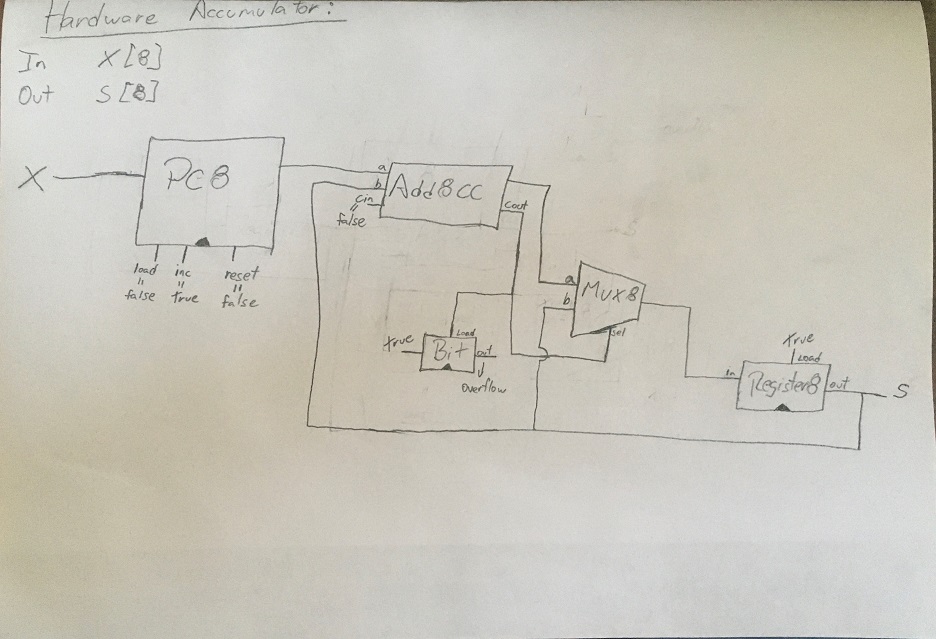 Hardware Accumulator:
In X[8]
Out S[8]
X
PC8
load
"
false
inc
"
true
reset
"
false
a
b
cin
"
false
Add8cc
cout
true
Load
Bit
out
overflow
a
b
Mux8
sel
true
Load
in
Register8
out
S